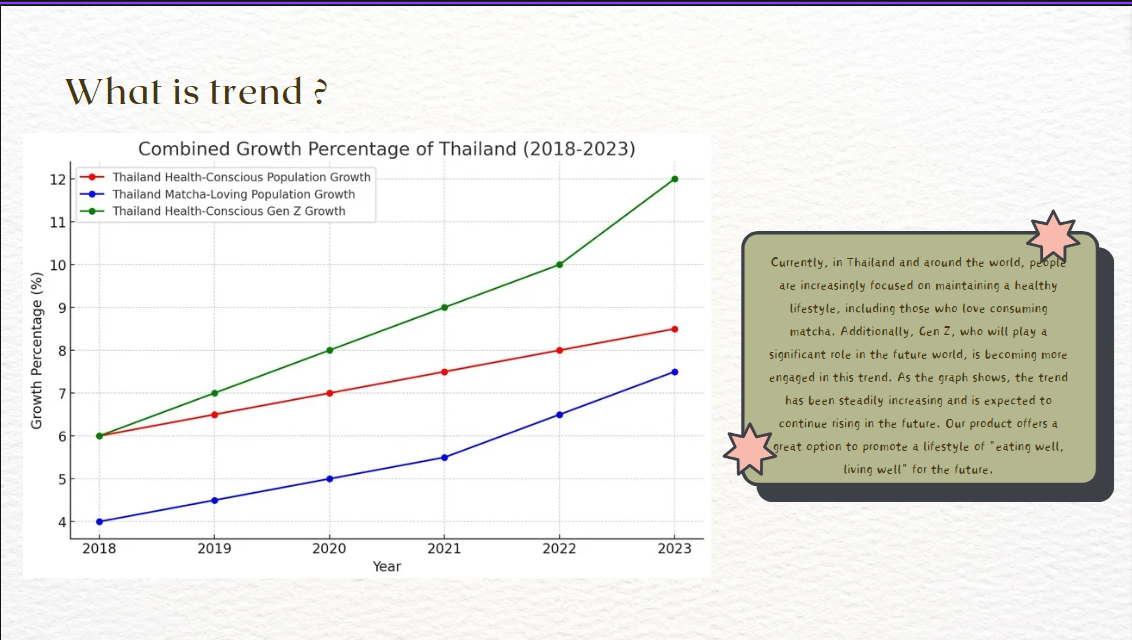 What is trend ?
Combined Growth Percentage of Thailand (2018-2023)
Thailand Health-Conscious Population Growth
Thailand Matcha-Loving Population Growth
Thailand Health-Conscious Gen Z Growth
Growth Percentage (%)
12
11
10
9
8
7
6
5
4
2018 2019 2020 2021 2022 2023
Year
Currently, in Thailand and around the world, people
are increasingly focused on maintaining a healthy
lifestyle, including those who love consuming
matcha. Additionally, Gen Z, who will play a
significant role in the future world, is becoming more
engaged in this trend. As the graph shows, the trend
has been steadily increasing and is expected to
continue rising in the future. Our product offers a
great option to promote a lifestyle of "eating well,
living well" for the future.